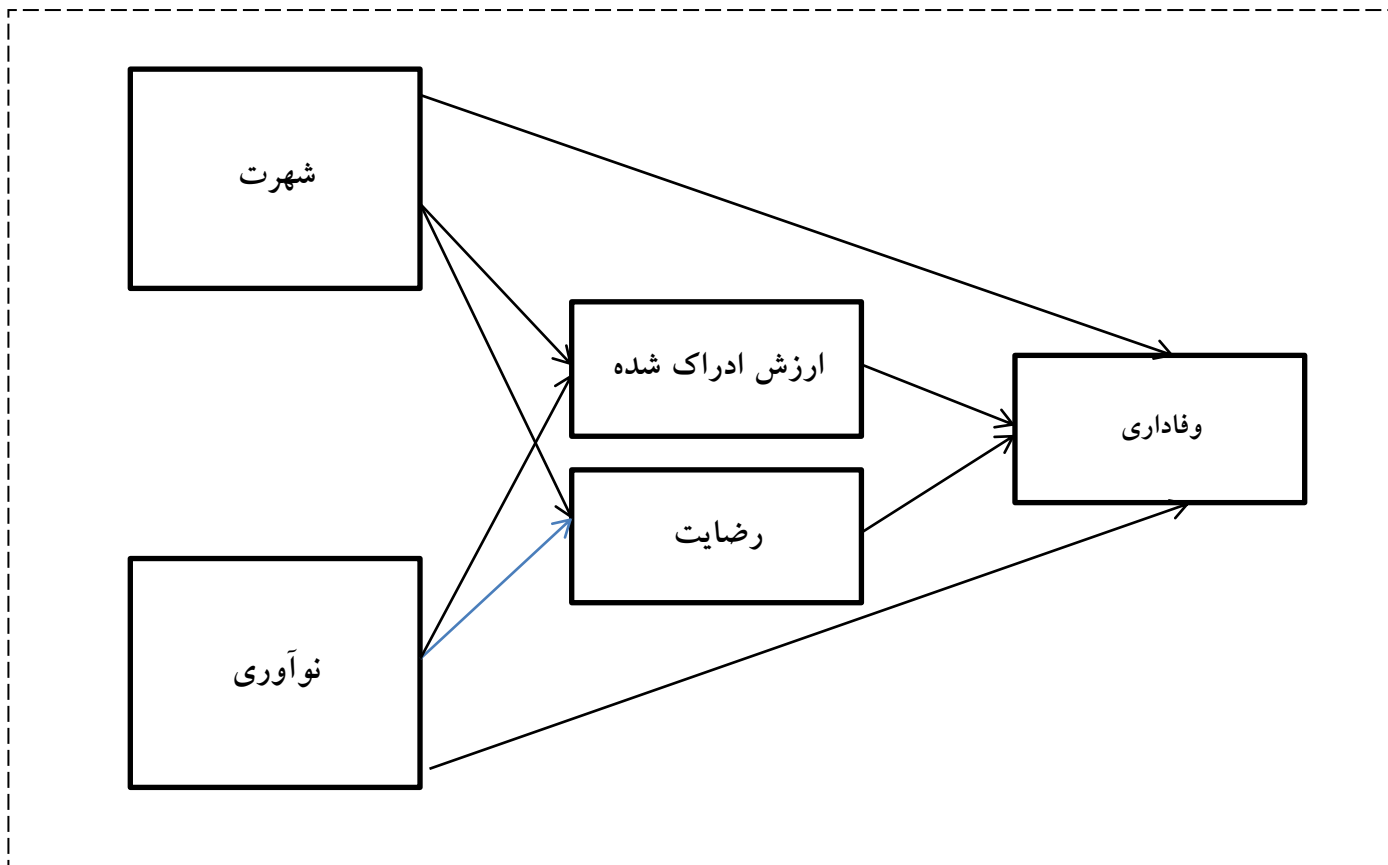 شهرت
ارزش ادراک شده
وفاداری
رضایت
نوآوری